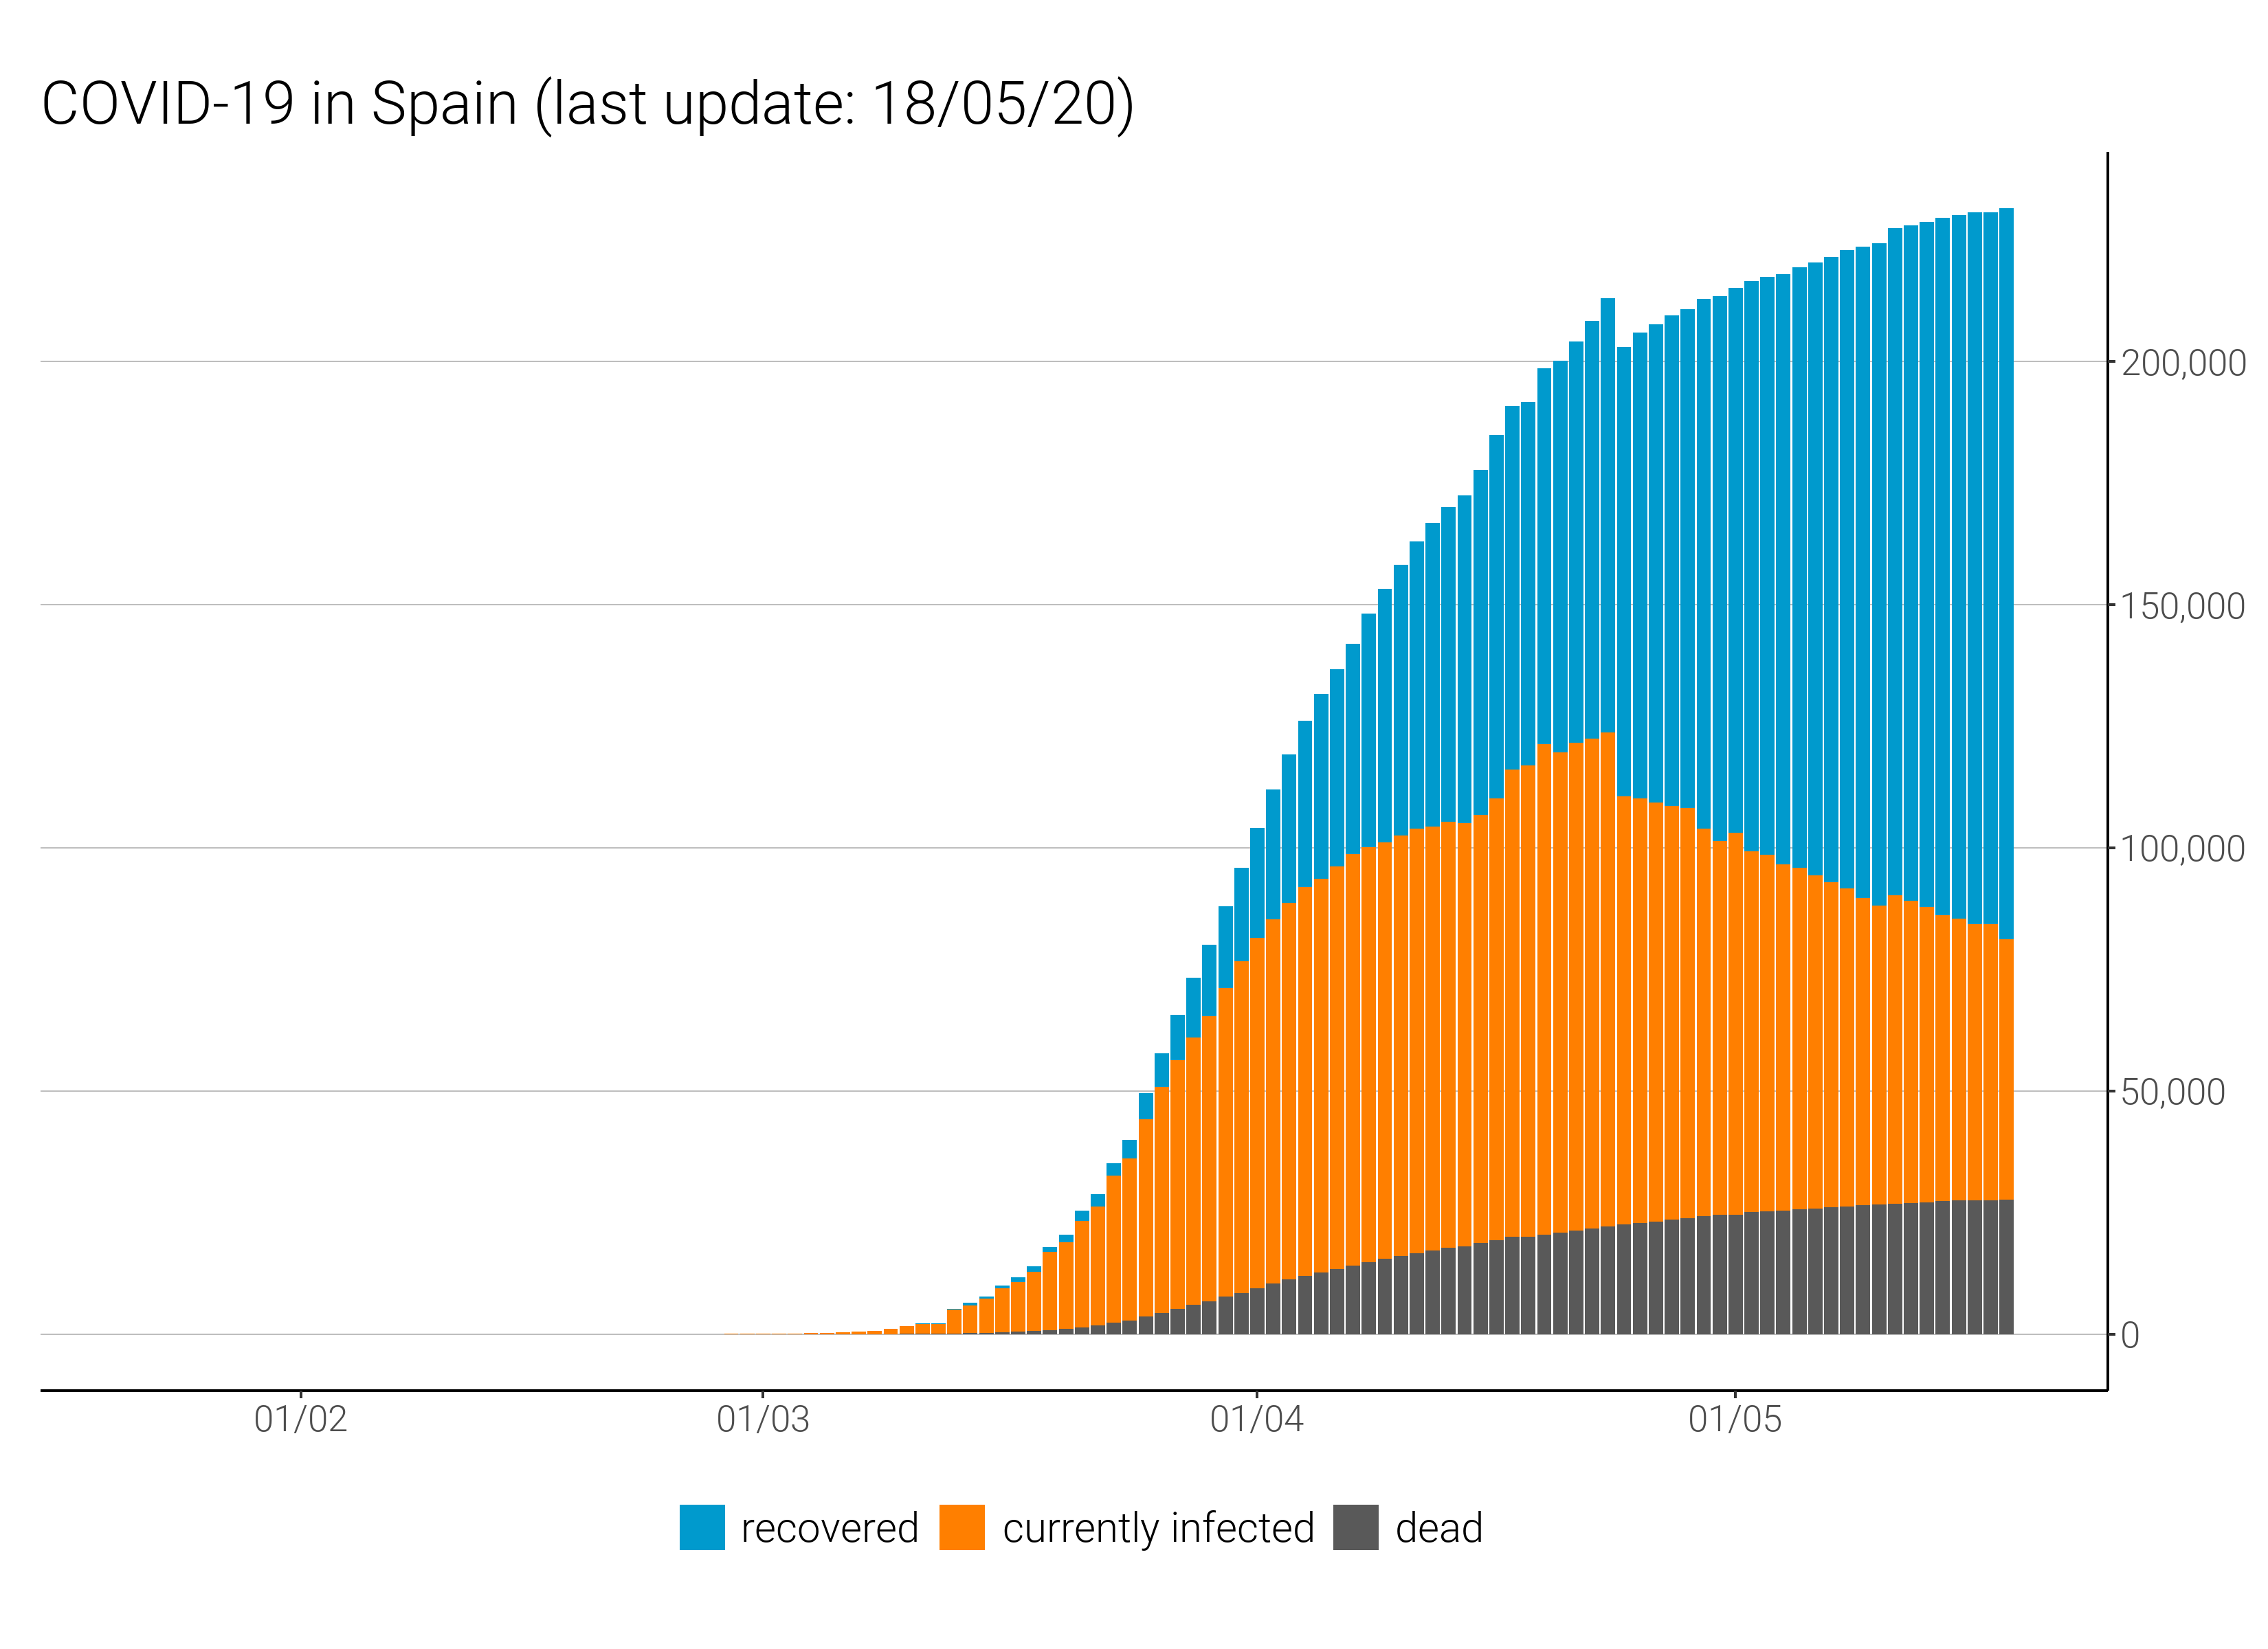 COVID-19 in Spain (last update: 18/05/20)
200,000
150,000
100,000
50,000
0
01/02 01/03 01/04 01/05
recovered currently infected dead